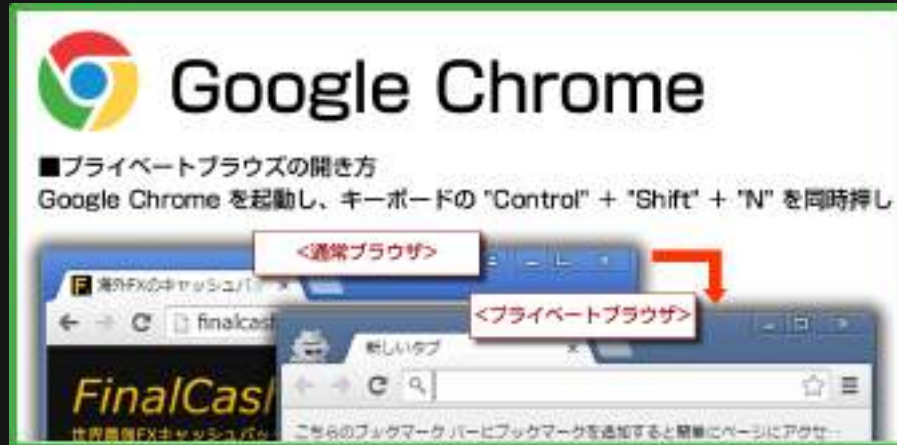 Google Chrome
■プライベートブラウズの開き方
Google Chrome を起動し、キーボードの "Control" + "Shift" + "N" を同時押し
<通常ブラウザ>
海外FXのキャッシュバッ
finalcash
<プライベートブラウザ>
新しいタブ
FinalCas
こちらのブックマーク バーにブックマークを追加すると簡単にページにアクセ…